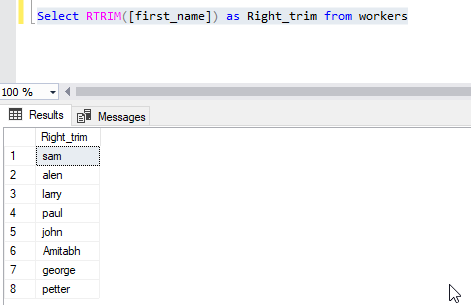 Select RTRIM([first_name]) as Right_trim from workers
100 %
Results Messages
Right_trim
1 sam
2 alen
3 larry
4 paul
5 john
6 Amitabh
7 george
8 petter